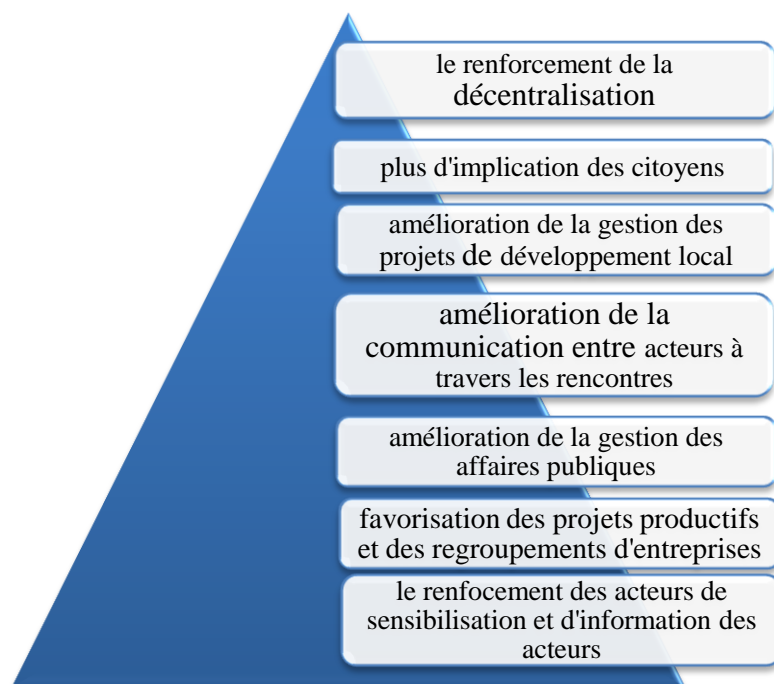 le renforcement de la
décentralisation
plus d'implication des citoyens
amélioration de la gestion des
projets de développement local
amélioration de la
communication entre acteurs à
travers les rencontres
amélioration de la gestion des
affaires publiques
favorisation des projets productifs
et des regroupements d'entreprises
le renfocement des acteurs de
sensibilisation et d'information des
acteurs